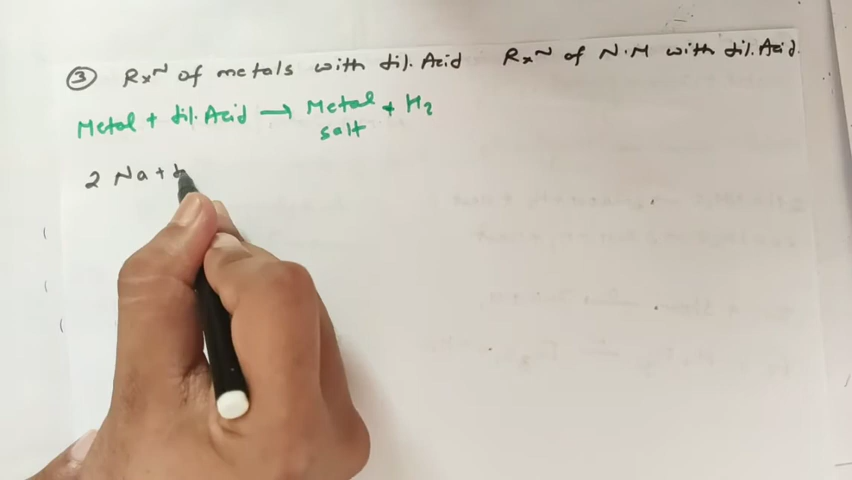 ③ Rxᴺ of metals with dil. Acid Rxᴺ of N.M with dil. Acid.
Metal + dil. Acid → Metal + H₂
salt
2 Na +